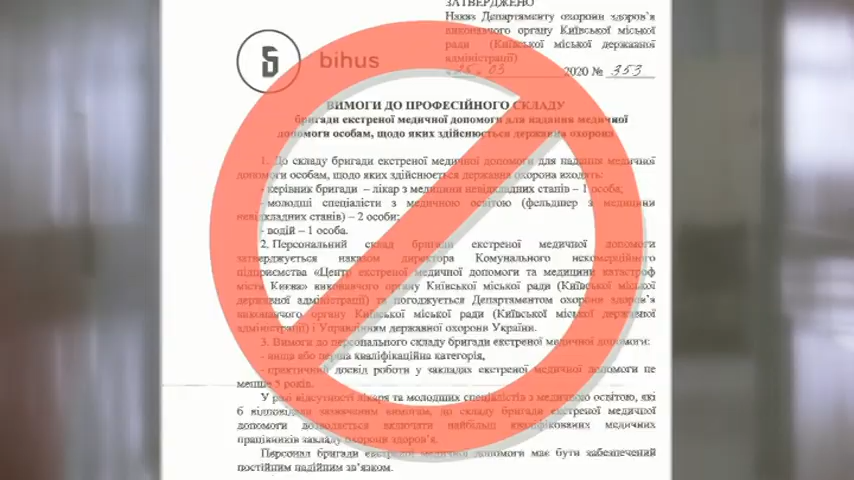 ЗАТВЕРДЖЕНО
Наказ Департаменту охорони здоров'я
виконавчого органу Київської міської
ради (Київської міської державної
адміністрації)
«25» 03 2020 № 353
bihus
ВИМОГИ ДО ПРОФЕСІЙНОГО СКЛАДУ
бригади екстреної медичної допомоги для надання медичної
допомоги особам, щодо яких здійснюється державна охорона
1. До складу бригади екстреної медичної допомоги для надання медичної
допомоги особам, щодо яких здійснюється державна охорона входять:
- керівник бригади – лікар з медицини невідкладних станів – 1 особа;
- молодші спеціалісти з медичною освітою (фельдшер з медицини
невідкладних станів) – 2 особи;
- водій – 1 особа.
2. Персональний склад бригади екстреної медичної допомоги
затверджується наказом директора Комунального некомерційного
підприємства «Центр екстреної медичної допомоги та медицини катастроф
міста Києва» виконавчого органу Київської міської ради (Київської міської
державної адміністрації) та погоджується Департаментом охорони здоров'я
виконавчого органу Київської міської ради (Київської міської державної
адміністрації) і Управлінням державної охорони України.
3. Вимоги до персонального складу бригади екстреної медичної допомоги:
- вища або перша кваліфікаційна категорія,
- практичний досвід роботи у закладах екстреної медичної допомоги не
менше 5 років.
У разі відсутності лікаря та молодших спеціалістів з медичною освітою, які
б відповідали зазначеним вимогам, до складу бригади екстреної медичної
допомоги дозволяється включати найбільш кваліфікованих медичних
працівників закладу охорони здоров'я.
Персонал бригади екстреної медичної допомоги має бути забезпечений
постійним надійним зв'язком.